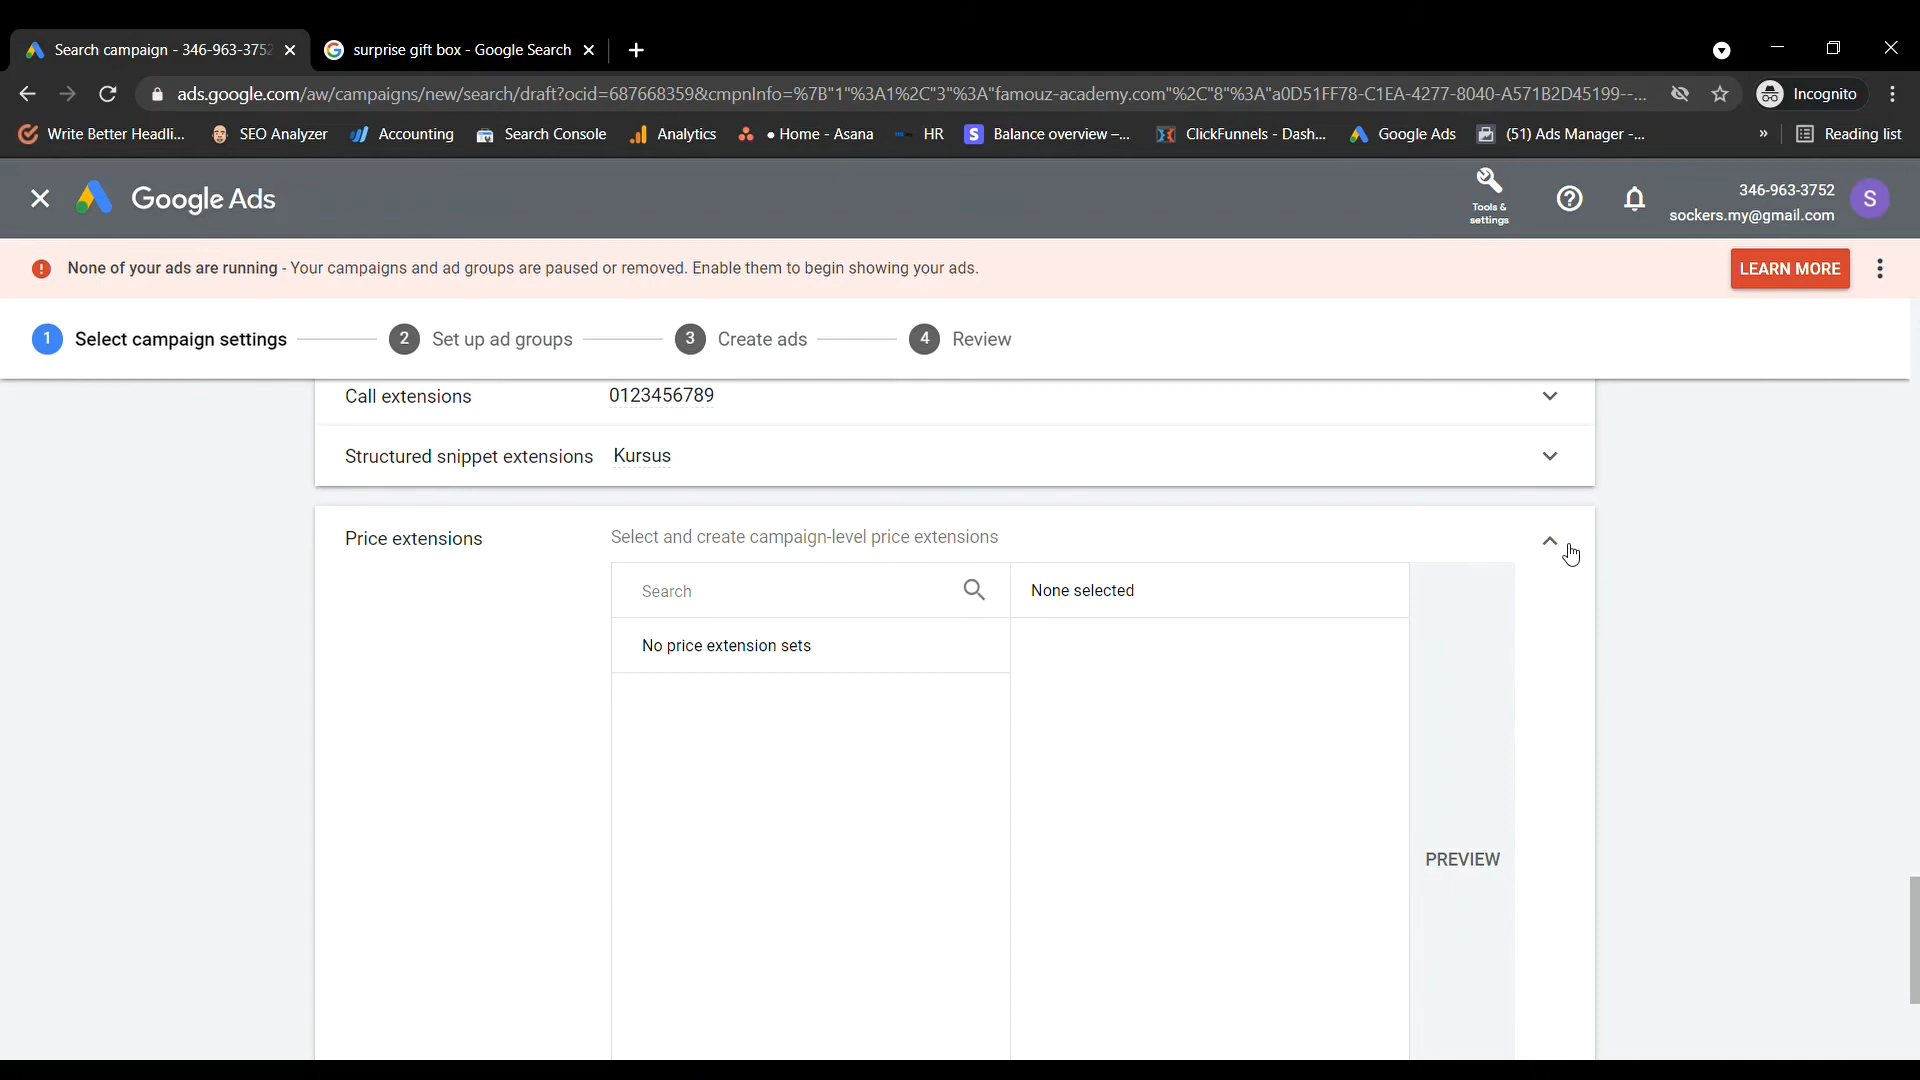 Search campaign - 346-963-3752
surprise gift box - Google Search
ads.google.com/aw/campaigns/new/search/draft?ocid=687668359&cmpnInfo=%7B"1"%3A1%2C"3"%3A"famouz-academy.com"%2C"8"%3A"a0D51FF78-C1EA-4277-8040-A571B2D45199--...
Incognito
Write Better Headli...
SEO Analyzer
Accounting
Search Console
Analytics
• Home - Asana
HR
Balance overview –...
ClickFunnels - Dash...
Google Ads
(51) Ads Manager -...
»
Reading list
Google Ads
Tools &
settings
346-963-3752
sockers.my@gmail.com
S
None of your ads are running - Your campaigns and ad groups are paused or removed. Enable them to begin showing your ads.
LEARN MORE
1 Select campaign settings
2 Set up ad groups
3 Create ads
4 Review
Call extensions 0123456789
Structured snippet extensions Kursus
Price extensions Select and create campaign-level price extensions
Search
None selected
No price extension sets
PREVIEW